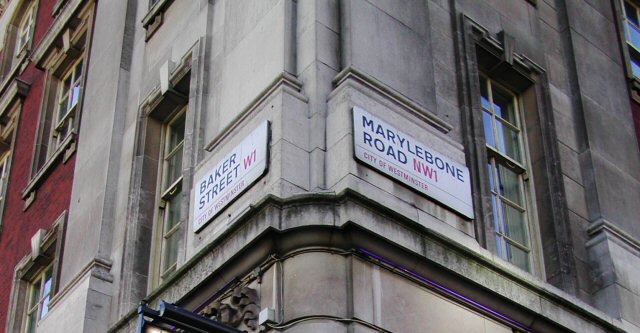 BAKER
STREET W1
CITY OF WESTMINSTER
MARYLEBONE
ROAD NW1
CITY OF WESTMINSTER